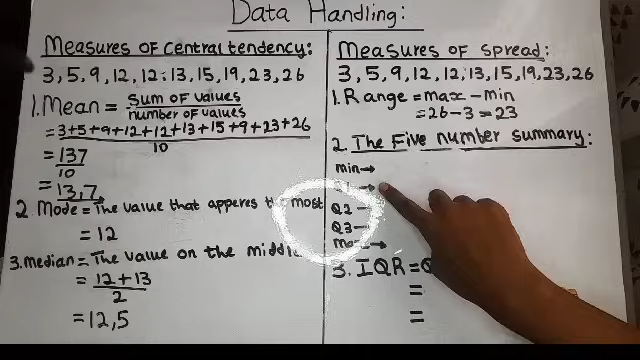 Data Handling:
Measures of Central tendency:
3, 5, 9, 12, 12, 13, 15, 19, 23, 26
1. Mean = sum of values
number of values
= 3+5+9+12+12+13+15+9+23+26
10
= 137
10
= 13,7
2. Mode = The value that apperes the most
= 12
3. median = The value on the middle
= 12 + 13
2
= 12,5
Measures of spread:
3, 5, 9, 12, 12, 13, 15, 19, 23, 26
1. Range = max - min
= 26 - 3 = 23
2. The Five number summary:
min→
→
Q2 –
Q3 –
→
3. IQR =
=
=